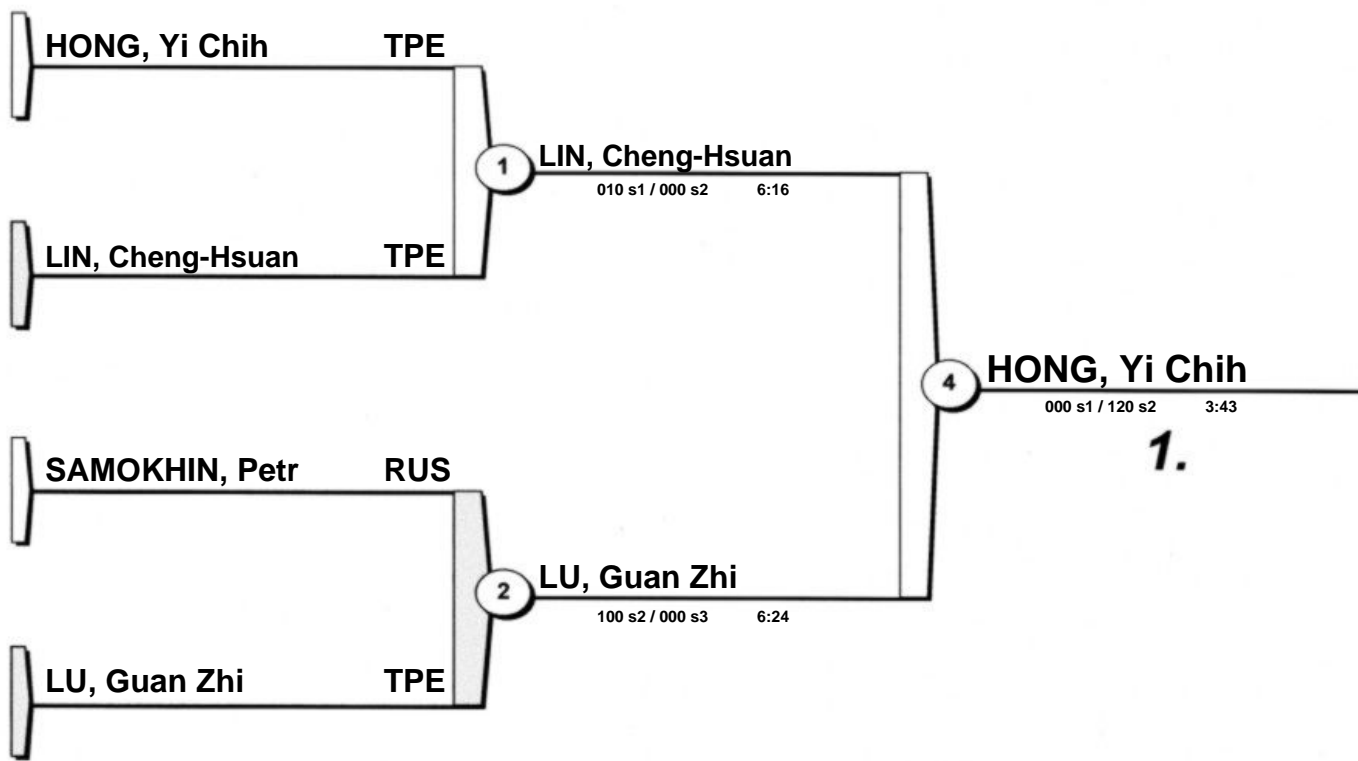 HONG, Yi Chih TPE
1 LIN, Cheng-Hsuan
010 s1 / 000 s2 6:16
LIN, Cheng-Hsuan TPE
4 HONG, Yi Chih
000 s1 / 120 s2 3:43
1.
SAMOKHIN, Petr RUS
2 LU, Guan Zhi
100 s2 / 000 s3 6:24
LU, Guan Zhi TPE